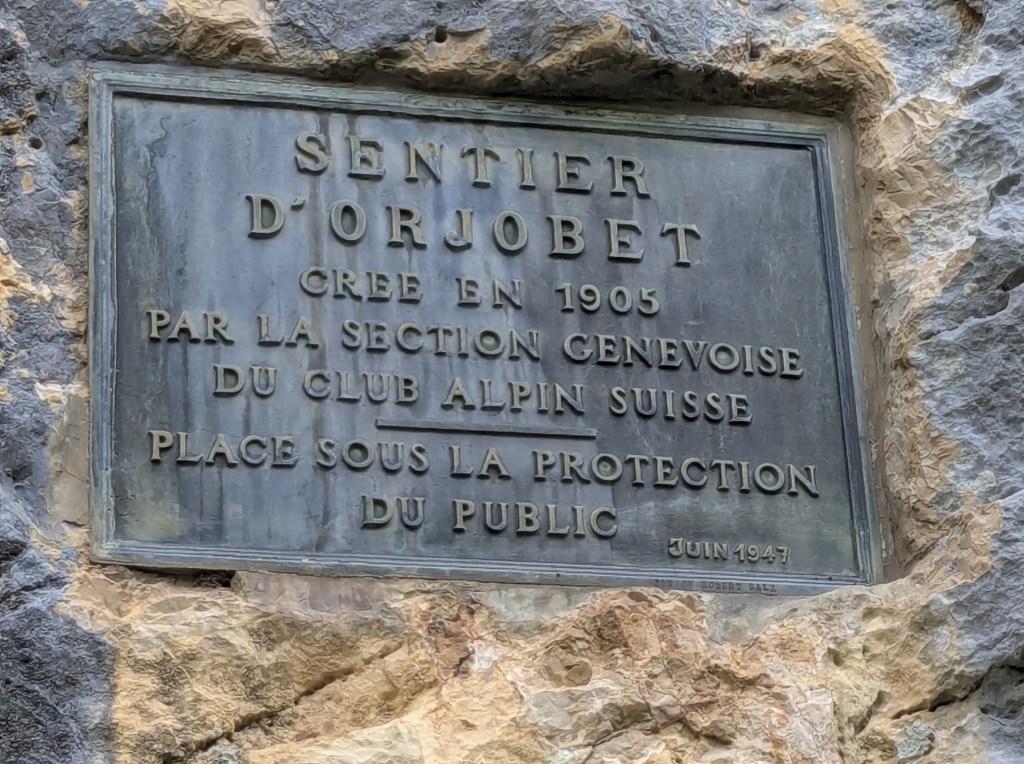 SENTIER
D'ORJOBET
CREE EN 1905
PAR LA SECTION GENEVOISE
DU CLUB ALPIN SUISSE
PLACE SOUS LA PROTECTION
DU PUBLIC
JUIN 1947
ROBERT